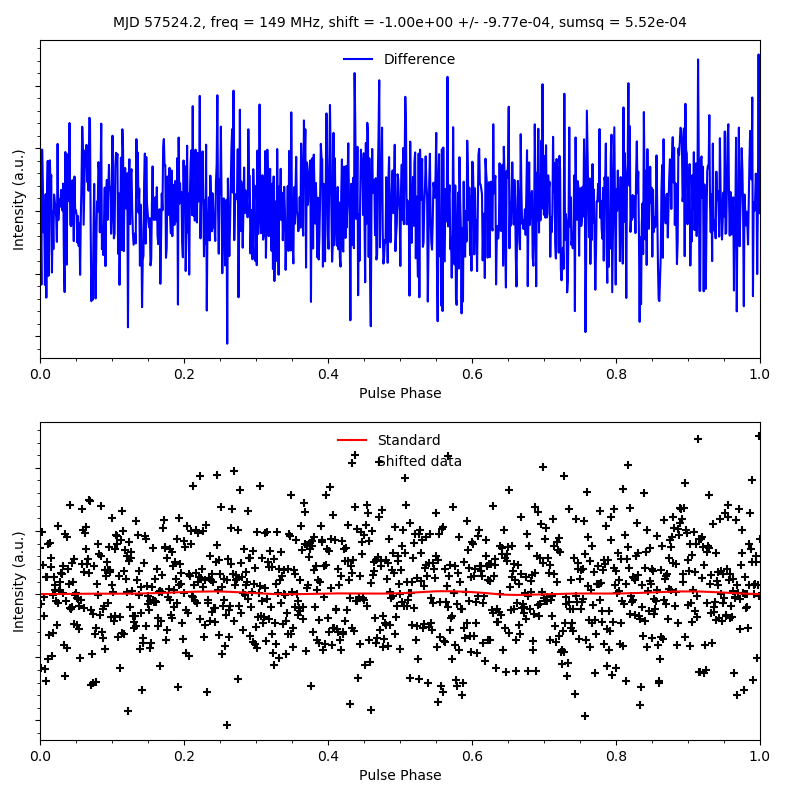 MJD 57524.2, freq = 149 MHz, shift = -1.00e+00 +/- -9.77e-04, sumsq = 5.52e-04
Difference
Intensity (a.u.)
0.0 0.2 0.4 0.6 0.8 1.0
Pulse Phase
Standard
Shifted data
Intensity (a.u.)
0.0 0.2 0.4 0.6 0.8 1.0
Pulse Phase